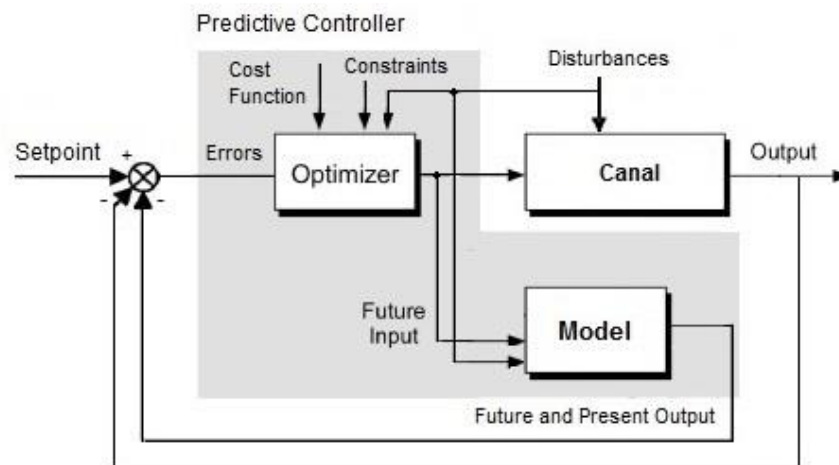 Predictive Controller
Cost
Function
Constraints
Disturbances
Setpoint
+
Errors
Optimizer
Canal
Output
-
-
Future
Input
Model
Future and Present Output